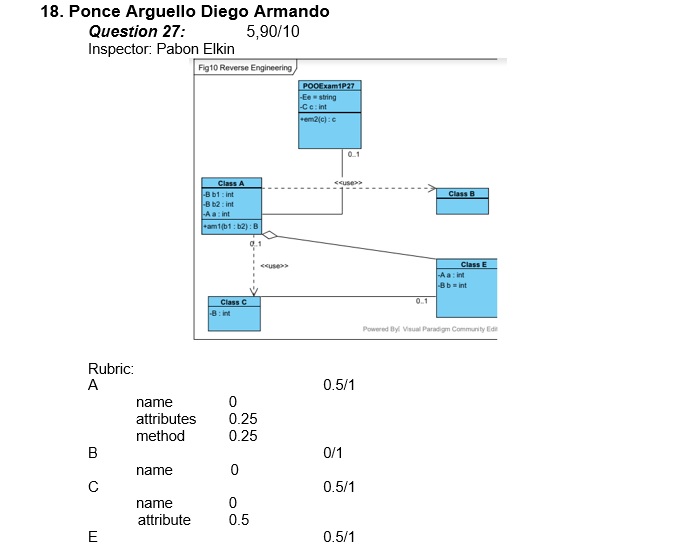 18. Ponce Arguello Diego Armando
Question 27: 5,90/10
Inspector: Pabon Elkin
Fig10 Reverse Engineering
POOExam1P27
-Ee = string
-C c : int
+em2(c) : c
0..1
Class A
-B b1 : int
-B b2 : int
-A a : int
+am1(b1 : b2) : B
<<use>>
Class B
0..1
<<use>>
Class E
-A a : int
-B b = int
Class C
-B : int
0..1
Powered By Visual Paradigm Community Edi
Rubric:
A 0.5/1
name 0
attributes 0.25
method 0.25
B 0/1
name 0
C 0.5/1
name 0
attribute 0.5
E 0.5/1